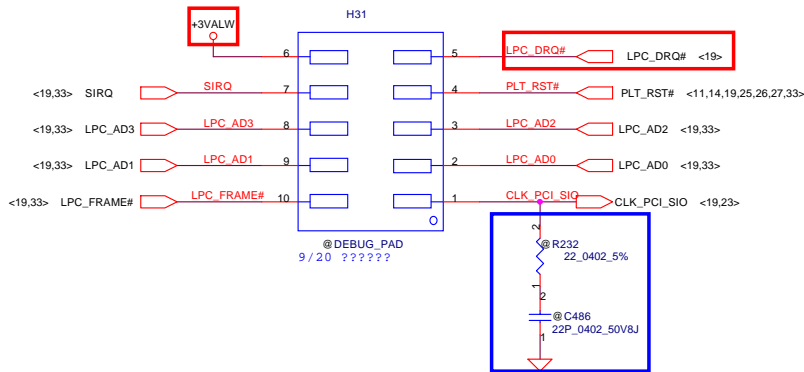 H31
+3VALW
6
5
LPC_DRQ#
LPC_DRQ# <19>
<19,33> SIRQ
SIRQ
7
4
PLT_RST#
PLT_RST# <11,14,19,25,26,27,33>
<19,33> LPC_AD3
LPC_AD3
8
3
LPC_AD2
LPC_AD2 <19,33>
<19,33> LPC_AD1
LPC_AD1
9
2
LPC_AD0
LPC_AD0 <19,33>
<19,33> LPC_FRAME#
LPC_FRAME#
10
1
CLK_PCI_SIO
CLK_PCI_SIO <19,23>
@DEBUG_PAD
9/20 ??????
2
@R232
22_0402_5%
1
2
@C486
22P_0402_50V8J
1